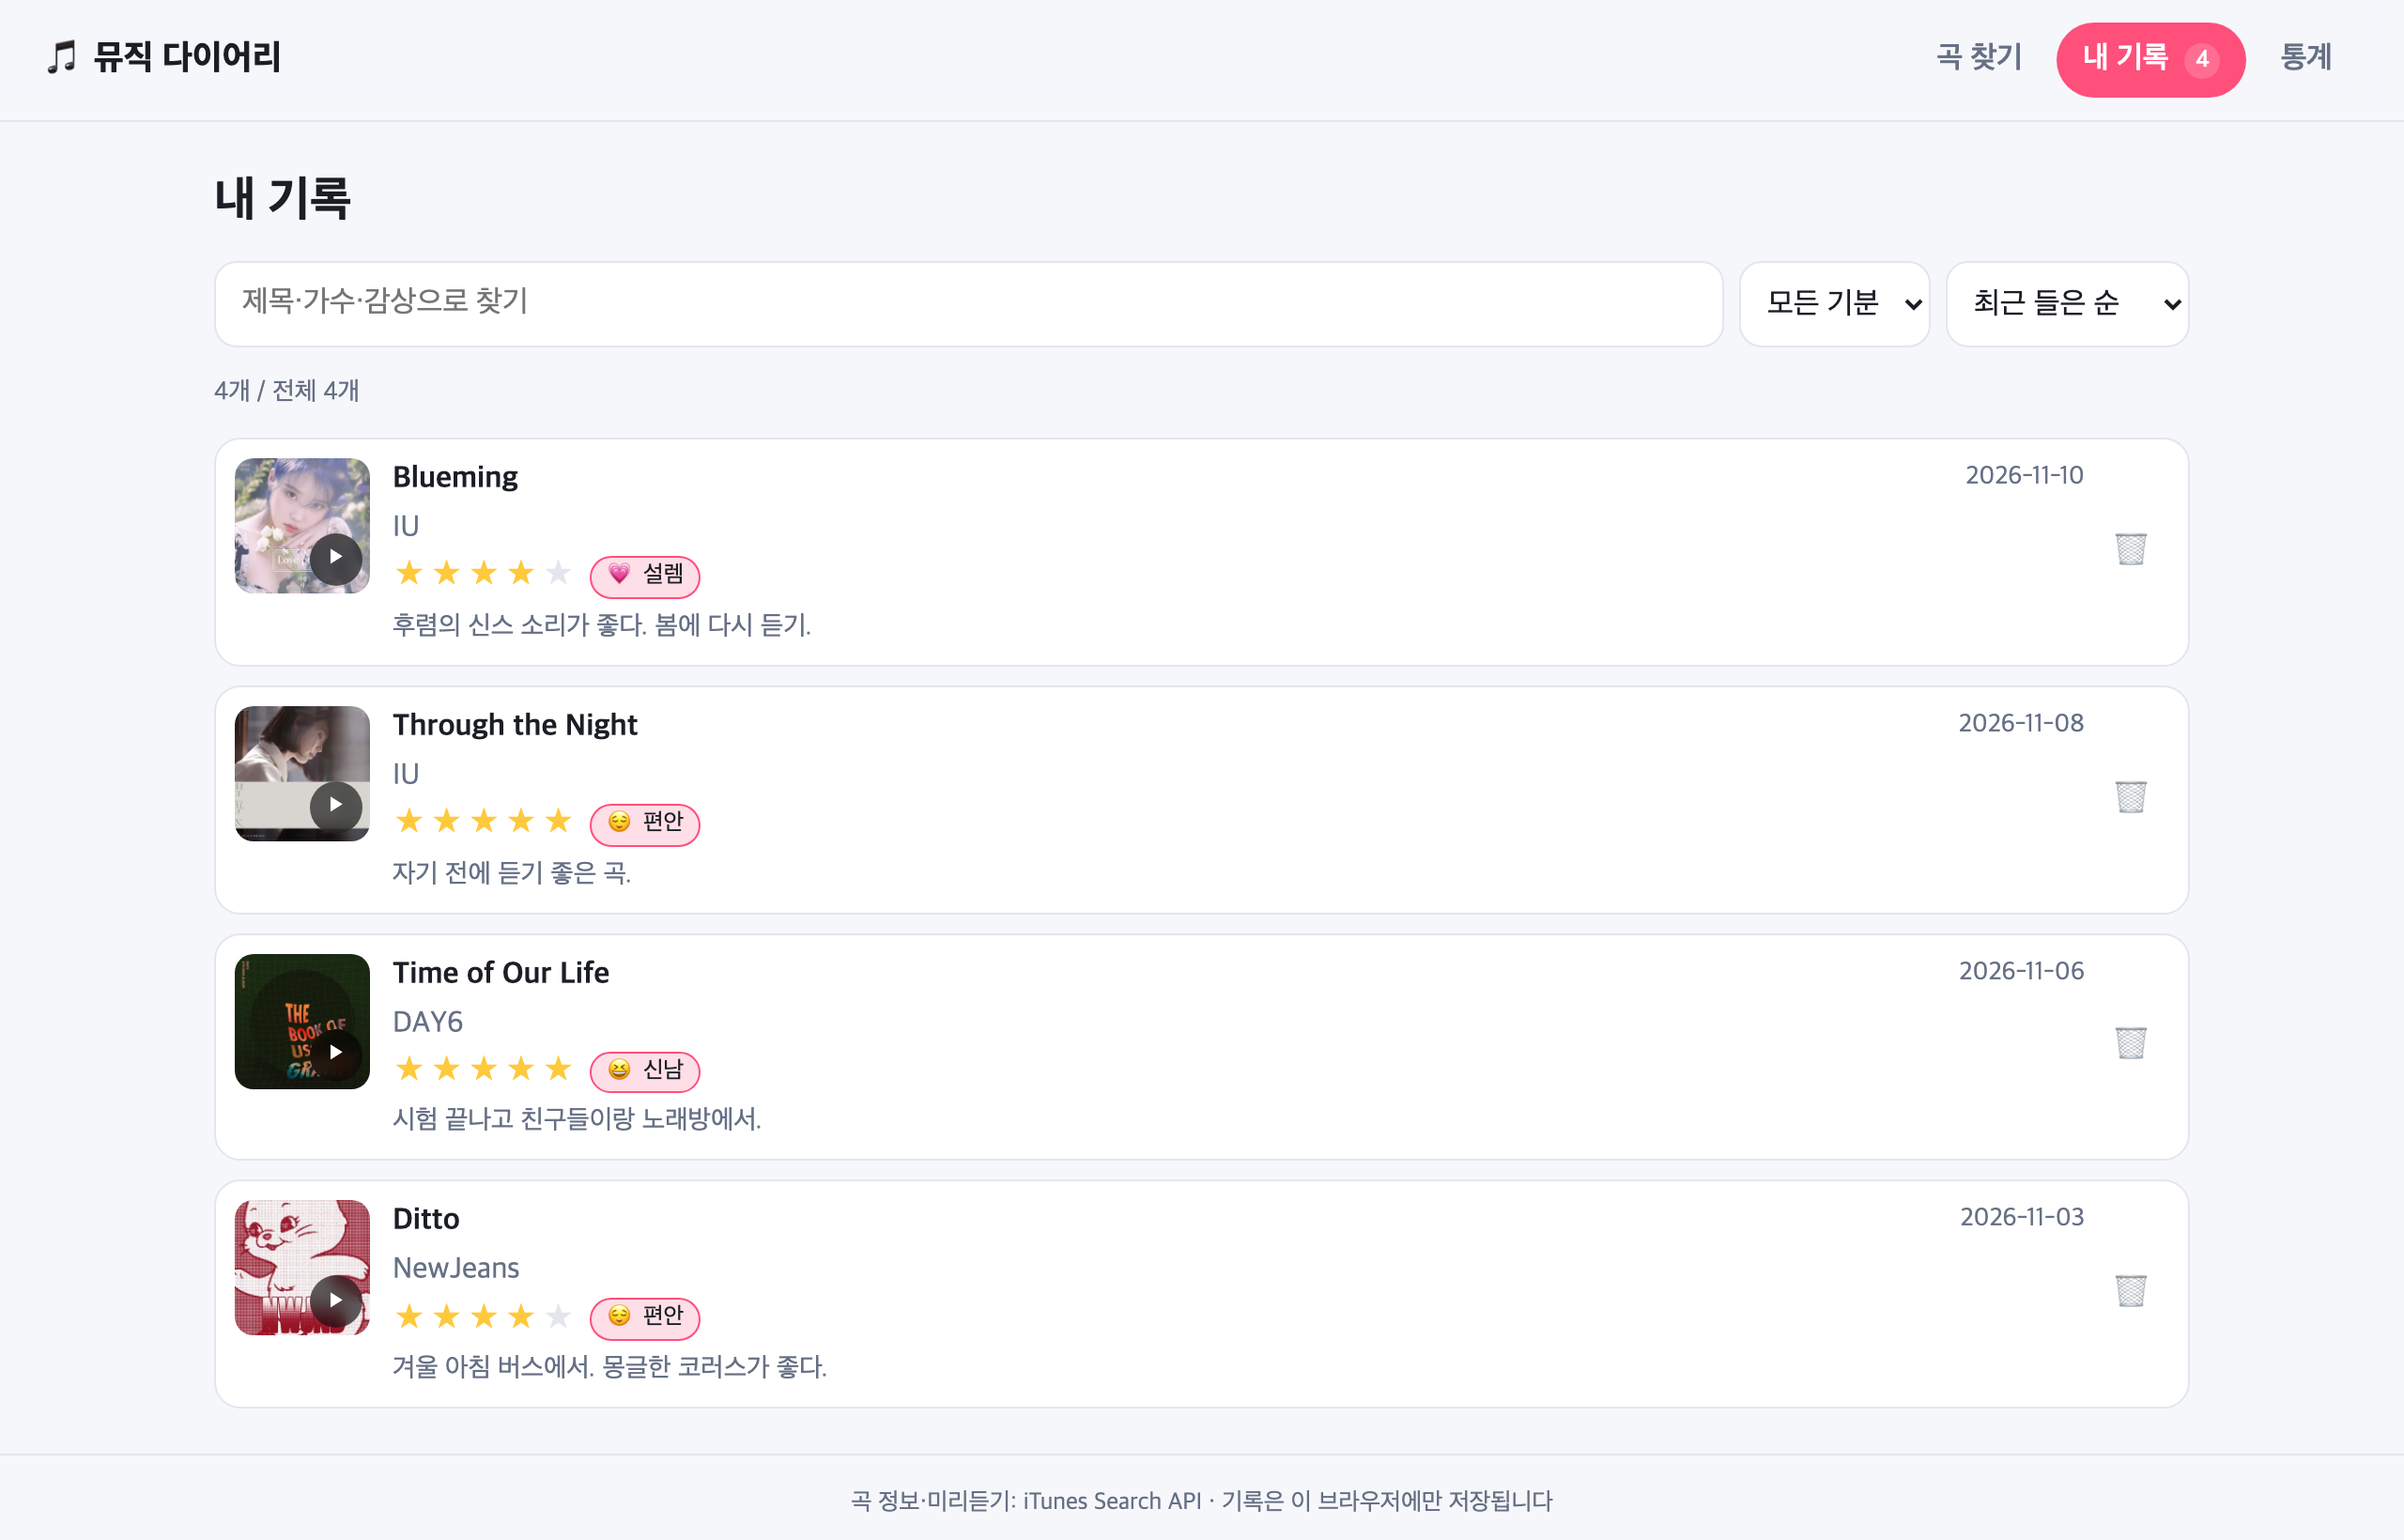 뮤직 다이어리
곡 찾기
내 기록 4
통계
내 기록
제목·가수·감상으로 찾기
모든 기분
최근 들은 순
4개 / 전체 4개
Blueming
2026-11-10
IU
설렘
후렴의 신스 소리가 좋다. 봄에 다시 듣기.
Through the Night
2026-11-08
IU
편안
자기 전에 듣기 좋은 곡.
THE
BOOK OF
US
Time of Our Life
2026-11-06
DAY6
신남
시험 끝나고 친구들이랑 노래방에서.
Ditto
2026-11-03
NewJeans
편안
겨울 아침 버스에서. 몽글한 코러스가 좋다.
곡 정보·미리듣기: iTunes Search API · 기록은 이 브라우저에만 저장됩니다